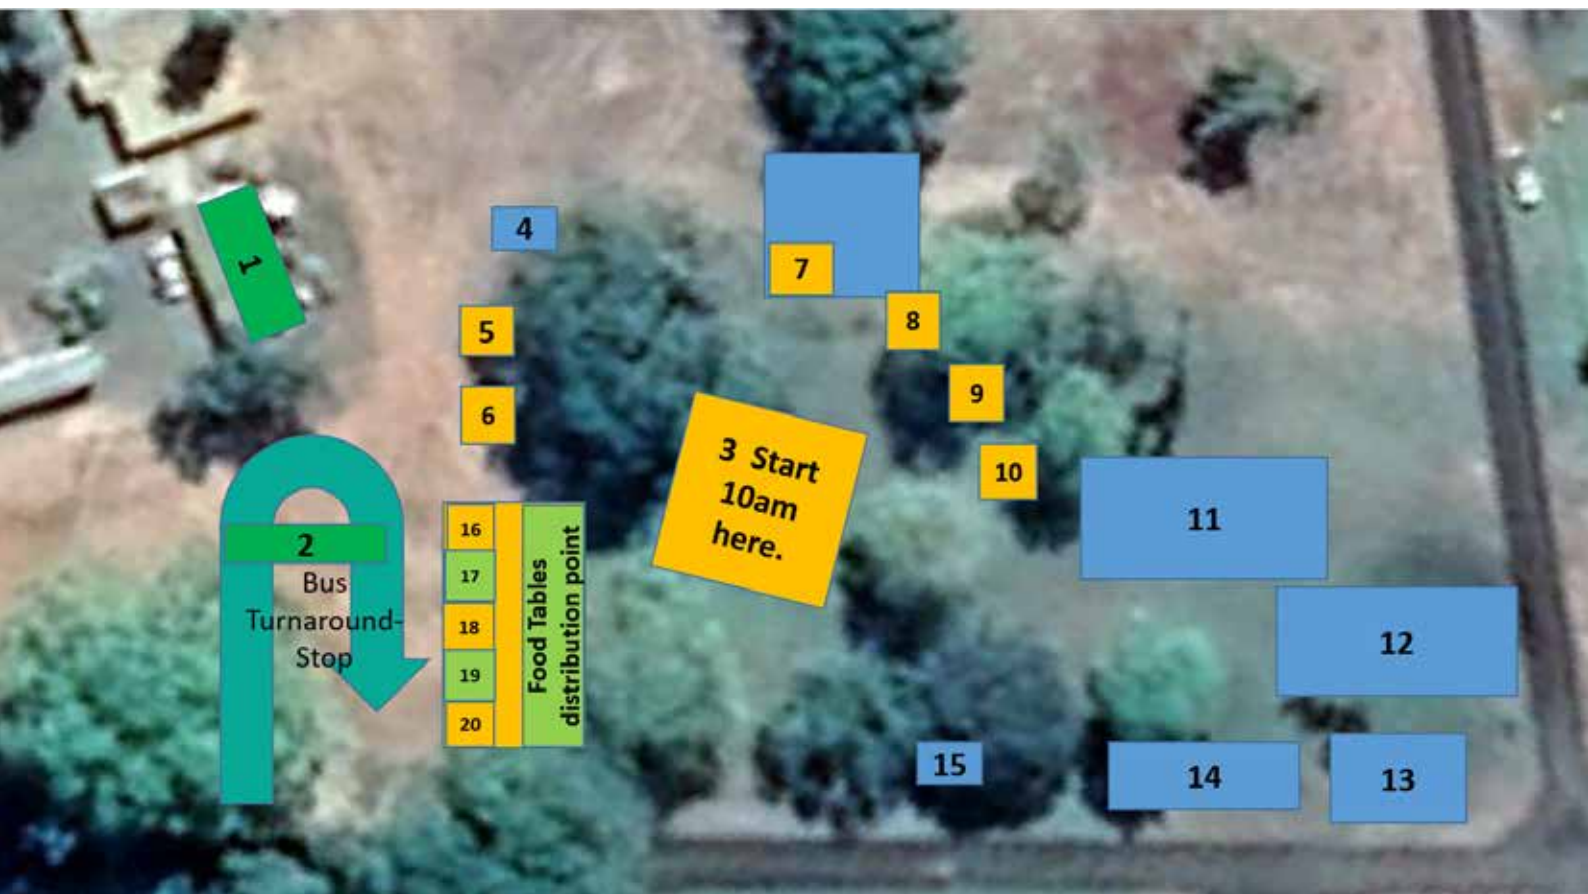 1
4
7
5
8
6
9
3 Start
10am
here.
10
11
2
Bus
Turnaround-
Stop
16
17
18
19
20
Food Tables
distribution point
12
15
14
13